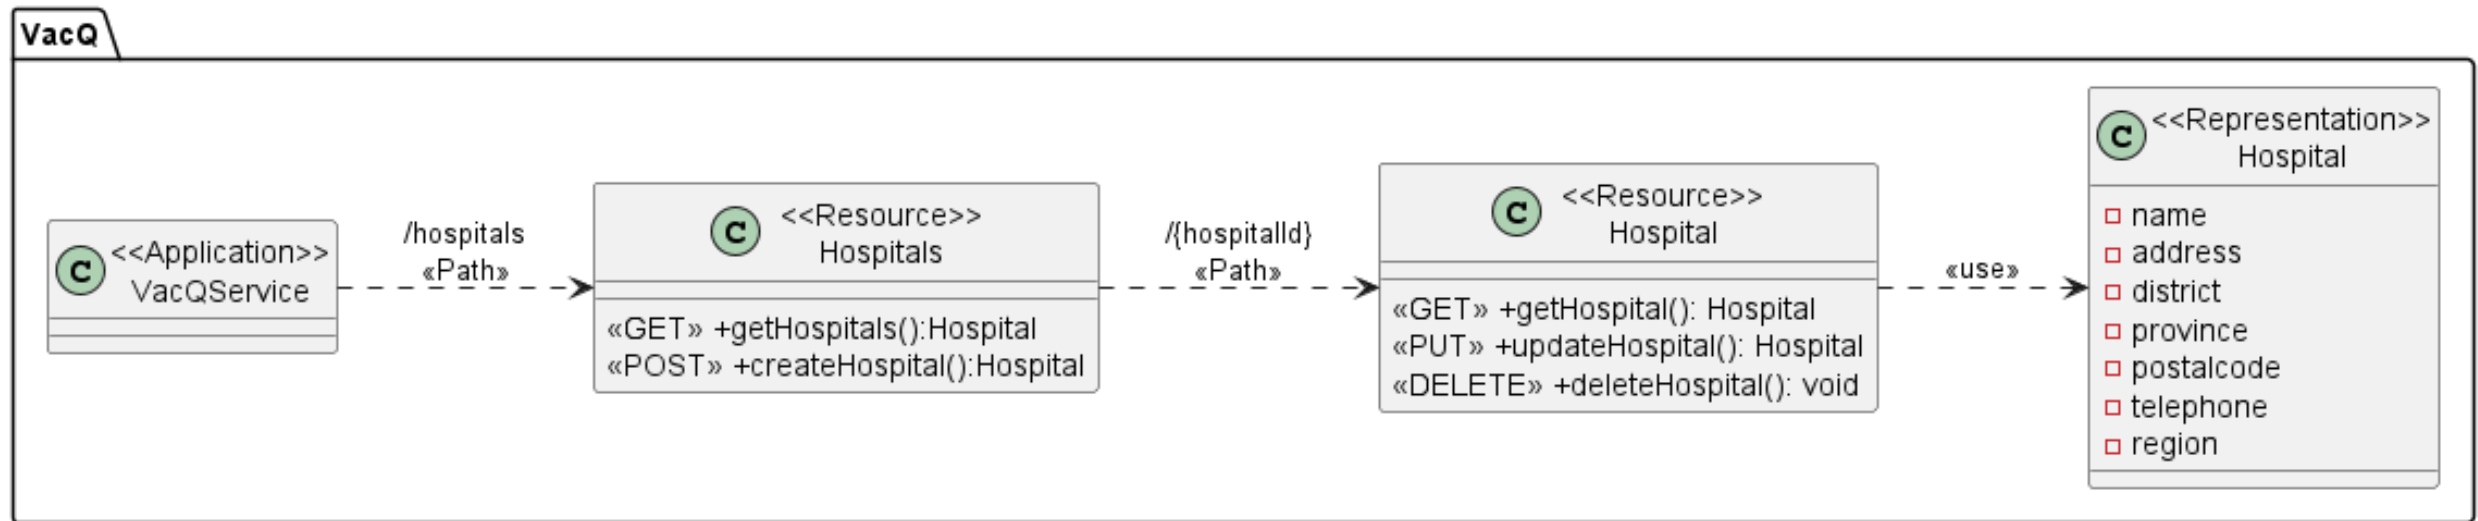 VacQ
C
<<Application>>
VacQService
/hospitals
«Path»
C
<<Resource>>
Hospitals
«GET» +getHospitals():Hospital
«POST» +createHospital():Hospital
/{hospitalId}
«Path»
C
<<Resource>>
Hospital
«GET» +getHospital(): Hospital
«PUT» +updateHospital(): Hospital
«DELETE» +deleteHospital(): void
«use»
C
<<Representation>>
Hospital
name
address
district
province
postalcode
telephone
region